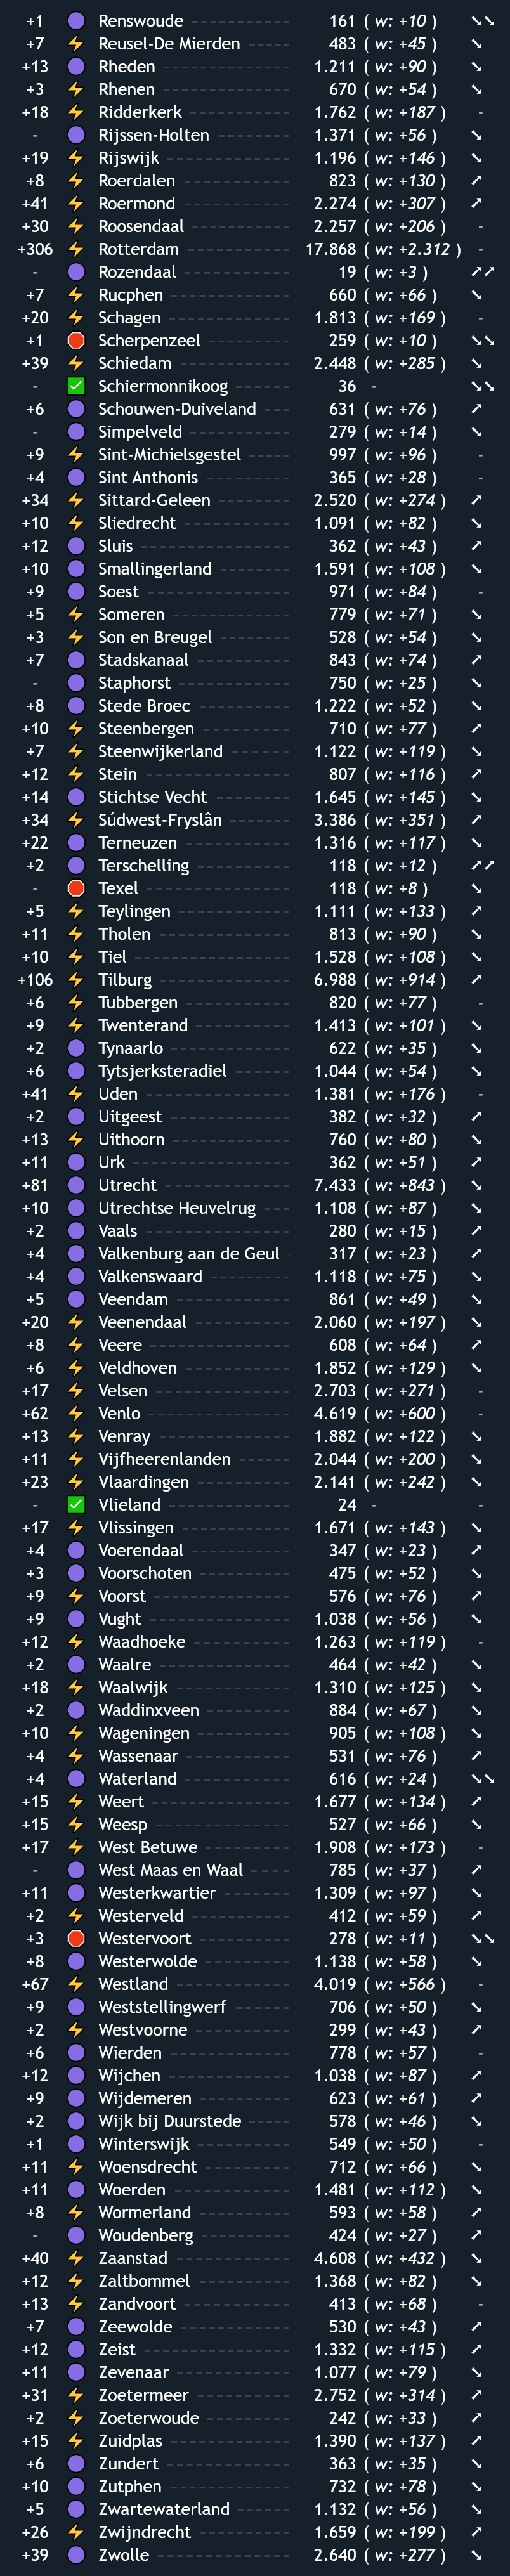 +1 Renswoude 161 ( w: +10 ) ↘↘
+7 ⚡ Reusel-De Mierden 483 ( w: +45 ) ↘
+13 Rheden 1.211 ( w: +90 ) ↘
+3 ⚡ Rhenen 670 ( w: +54 ) ↘
+18 ⚡ Ridderkerk 1.762 ( w: +187 ) -
- Rijssen-Holten 1.371 ( w: +56 ) ↘
+19 ⚡ Rijswijk 1.196 ( w: +146 ) ↘
+8 ⚡ Roerdalen 823 ( w: +130 ) ↗
+41 ⚡ Roermond 2.274 ( w: +307 ) ↗
+30 ⚡ Roosendaal 2.257 ( w: +206 ) -
+306 ⚡ Rotterdam 17.868 ( w: +2.312 ) -
- Rozendaal 19 ( w: +3 ) ↗↗
+7 ⚡ Rucphen 660 ( w: +66 ) ↘
+20 ⚡ Schagen 1.813 ( w: +169 ) -
+1 Scherpenzeel 259 ( w: +10 ) ↘↘
+39 ⚡ Schiedam 2.448 ( w: +285 ) ↘
- ✅ Schiermonnikoog 36 - ↘↘
+6 Schouwen-Duiveland 631 ( w: +76 ) ↗
- Simpelveld 279 ( w: +14 ) ↘
+9 ⚡ Sint-Michielsgestel 997 ( w: +96 ) -
+4 Sint Anthonis 365 ( w: +28 ) -
+34 ⚡ Sittard-Geleen 2.520 ( w: +274 ) ↗
+10 ⚡ Sliedrecht 1.091 ( w: +82 ) ↘
+12 Sluis 362 ( w: +43 ) ↗
+10 Smallingerland 1.591 ( w: +108 ) ↘
+9 Soest 971 ( w: +84 ) -
+5 ⚡ Someren 779 ( w: +71 ) ↘
+3 ⚡ Son en Breugel 528 ( w: +54 ) ↘
+7 Stadskanaal 843 ( w: +74 ) ↗
- Staphorst 750 ( w: +25 ) ↘
+8 Stede Broec 1.222 ( w: +52 ) ↘
+10 ⚡ Steenbergen 710 ( w: +77 ) ↗
+7 ⚡ Steenwijkerland 1.122 ( w: +119 ) ↘
+12 ⚡ Stein 807 ( w: +116 ) ↗
+14 Stichtse Vecht 1.645 ( w: +145 ) ↘
+34 ⚡ Súdwest-Fryslân 3.386 ( w: +351 ) ↗
+22 Terneuzen 1.316 ( w: +117 ) ↘
+2 Terschelling 118 ( w: +12 ) ↗↗
- Texel 118 ( w: +8 ) ↘
+5 ⚡ Teylingen 1.111 ( w: +133 ) ↗
+11 ⚡ Tholen 813 ( w: +90 ) ↘
+10 ⚡ Tiel 1.528 ( w: +108 ) ↘
+106 ⚡ Tilburg 6.988 ( w: +914 ) ↗
+6 ⚡ Tubbergen 820 ( w: +77 ) -
+9 ⚡ Twenterand 1.413 ( w: +101 ) ↘
+2 Tynaarlo 622 ( w: +35 ) ↘
+6 Tytsjerksteradiel 1.044 ( w: +54 ) ↘
+41 ⚡ Uden 1.381 ( w: +176 ) -
+2 Uitgeest 382 ( w: +32 ) ↗
+13 ⚡ Uithoorn 760 ( w: +80 ) ↘
+11 Urk 362 ( w: +51 ) ↗
+81 Utrecht 7.433 ( w: +843 ) ↘
+10 Utrechtse Heuvelrug 1.108 ( w: +87 ) ↘
+2 Vaals 280 ( w: +15 ) ↗
+4 Valkenburg aan de Geul 317 ( w: +23 ) ↗
+4 Valkenswaard 1.118 ( w: +75 ) ↘
+5 Veendam 861 ( w: +49 ) ↘
+20 ⚡ Veenendaal 2.060 ( w: +197 ) ↘
+8 ⚡ Veere 608 ( w: +64 ) ↗
+6 ⚡ Veldhoven 1.852 ( w: +129 ) ↘
+17 ⚡ Velsen 2.703 ( w: +271 ) -
+62 ⚡ Venlo 4.619 ( w: +600 ) -
+13 ⚡ Venray 1.882 ( w: +122 ) ↘
+11 ⚡ Vijfheerenlanden 2.044 ( w: +200 ) ↘
+23 ⚡ Vlaardingen 2.141 ( w: +242 ) ↘
- ✅ Vlieland 24 - -
+17 ⚡ Vlissingen 1.671 ( w: +143 ) ↘
+4 Voerendaal 347 ( w: +23 ) ↗
+3 Voorschoten 475 ( w: +52 ) ↘
+9 ⚡ Voorst 576 ( w: +76 ) ↗
+9 Vught 1.038 ( w: +56 ) ↘
+12 ⚡ Waadhoeke 1.263 ( w: +119 ) -
+2 Waalre 464 ( w: +42 ) ↘
+18 ⚡ Waalwijk 1.310 ( w: +125 ) ↘
+2 Waddinxveen 884 ( w: +67 ) ↘
+10 ⚡ Wageningen 905 ( w: +108 ) ↘
+4 ⚡ Wassenaar 531 ( w: +76 ) ↗
+4 Waterland 616 ( w: +24 ) ↘↘
+15 ⚡ Weert 1.677 ( w: +134 ) ↗
+15 ⚡ Weesp 527 ( w: +66 ) ↘
+17 ⚡ West Betuwe 1.908 ( w: +173 ) -
- West Maas en Waal 785 ( w: +37 ) ↗
+11 Westerkwartier 1.309 ( w: +97 ) ↘
+2 ⚡ Westerveld 412 ( w: +59 ) ↗
+3 Westervoort 278 ( w: +11 ) ↘↘
+8 Westerwolde 1.138 ( w: +58 ) ↘
+67 ⚡ Westland 4.019 ( w: +566 ) -
+9 Weststellingwerf 706 ( w: +50 ) ↘
+2 ⚡ Westvoorne 299 ( w: +43 ) ↗
+6 Wierden 778 ( w: +57 ) -
+12 Wijchen 1.038 ( w: +87 ) ↗
+9 Wijdemeren 623 ( w: +61 ) ↗
+2 Wijk bij Duurstede 578 ( w: +46 ) ↘
+1 Winterswijk 549 ( w: +50 ) -
+11 ⚡ Woensdrecht 712 ( w: +66 ) ↘
+11 Woerden 1.481 ( w: +112 ) ↘
+8 ⚡ Wormerland 593 ( w: +58 ) ↗
- Woudenberg 424 ( w: +27 ) ↗
+40 ⚡ Zaanstad 4.608 ( w: +432 ) ↘
+12 ⚡ Zaltbommel 1.368 ( w: +82 ) ↘
+13 ⚡ Zandvoort 413 ( w: +68 ) -
+7 Zeewolde 530 ( w: +43 ) ↗
+12 Zeist 1.332 ( w: +115 ) ↗
+11 Zevenaar 1.077 ( w: +79 ) ↘
+31 ⚡ Zoetermeer 2.752 ( w: +314 ) ↗
+2 ⚡ Zoeterwoude 242 ( w: +33 ) ↗
+15 ⚡ Zuidplas 1.390 ( w: +137 ) ↗
+6 Zundert 363 ( w: +35 ) ↘
+10 Zutphen 732 ( w: +78 ) ↘
+5 Zwartewaterland 1.132 ( w: +56 ) ↘
+26 ⚡ Zwijndrecht 1.659 ( w: +199 ) ↗
+39 Zwolle 2.640 ( w: +277 ) ↘